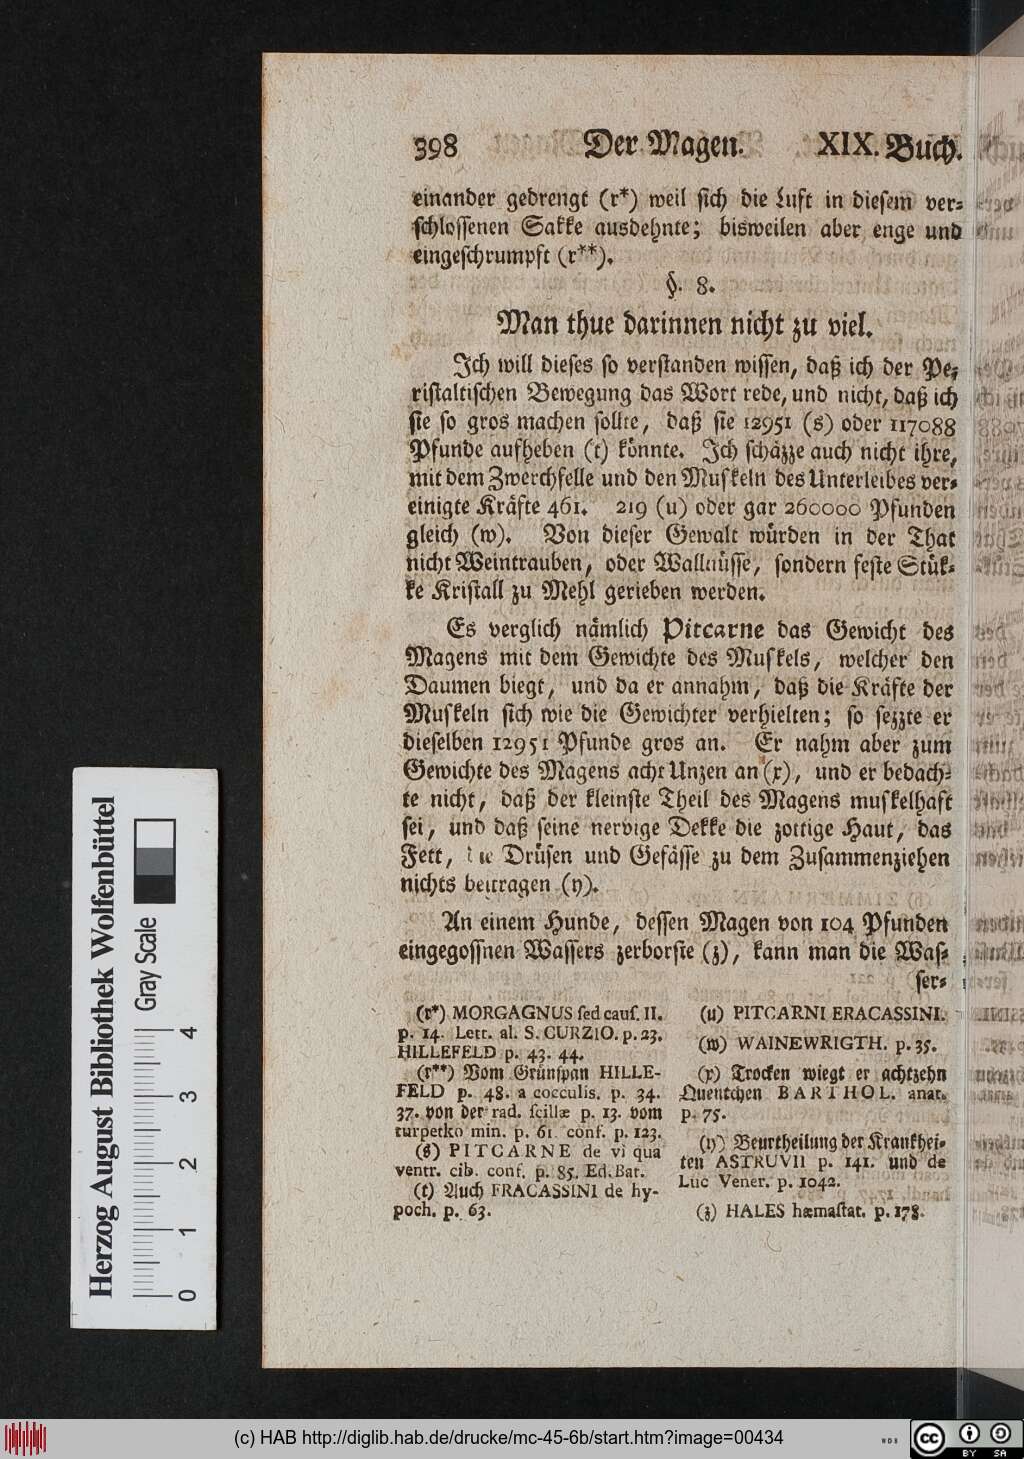 398 Der Magen. XIX. Buch.
einander gedrengt (r*) weil sich die Luft in diesem ver-
schlossenen Sakke ausdehnte; bisweilen aber enge und
eingeschrumpft (r**).
§. 8.
Man thue darinnen nicht zu viel.
Ich will dieses so verstanden wissen, daß ich der Pe-
ristaltischen Bewegung das Wort rede, und nicht, daß ich
sie so gros machen sollte, daß sie 12951 (s) oder 117088
Pfunde aufheben (t) könnte. Ich schäzze auch nicht ihre,
mit dem Zwerchfelle und den Muskeln des Unterleibes ver-
einigte Kräfte 461. 219 (u) oder gar 260000 Pfunden
gleich (w). Von dieser Gewalt würden in der That
nicht Weintrauben, oder Wallnüsse, sondern feste Stük-
ke Kristall zu Mehl gerieben werden.
Es verglich nämlich Pitcarne das Gewicht des
Magens mit dem Gewichte des Muskels, welcher den
Daumen biegt, und da er annahm, daß die Kräfte der
Muskeln sich wie die Gewichter verhielten; so sezzte er
dieselben 12951 Pfunde gros an. Er nahm aber zum
Gewichte des Magens acht Unzen an (x), und er bedach-
te nicht, daß der kleinste Theil des Magens muskelhaft
sei, und daß seine nervige Dekke die zottige Haut, das
Fett, die Drüsen und Gefässe zu dem Zusammenziehen
nichts beitragen (y).
An einem Hunde, dessen Magen von 104 Pfunden
eingegossnen Wassers zerborste (z), kann man die Was-
ser-
(r*) MORGAGNUS sed caus. II.
p. 14. Lett. al. S. CURZIO. p. 23.
HILLEFELD p. 43. 44.
(r**) Vom Grünspan HILLE-
FELD p. 48. a cocculis. p. 34.
37. von der rad. scillæ p. 13. vom
turpetko min. p. 61. conf. p. 123.
(s) PITCARNE de vi qua
ventr. cib. conf. p. 85. Ed. Bat.
(t) Auch FRACASSINI de hy-
poch. p. 63.
(u) PITCARNI ERACASSINI.
(w) WAINEWRIGTH. p. 35.
(x) Trocken wiegt er achtzehn
Quentchen BARTHOL. anat.
p. 75.
(y) Beurtheilung der Krankhei-
ten ASTRUVII p. 141. und de
Luc Vener. p. 1042.
(z) HALES hæmastat. p. 178.
Herzog August Bibliothek Wolfenbüttel
Gray Scale
0 1 2 3 4
(c) HAB http://diglib.hab.de/drucke/mc-45-6b/start.htm?image=00434
WDB
cc BY SA